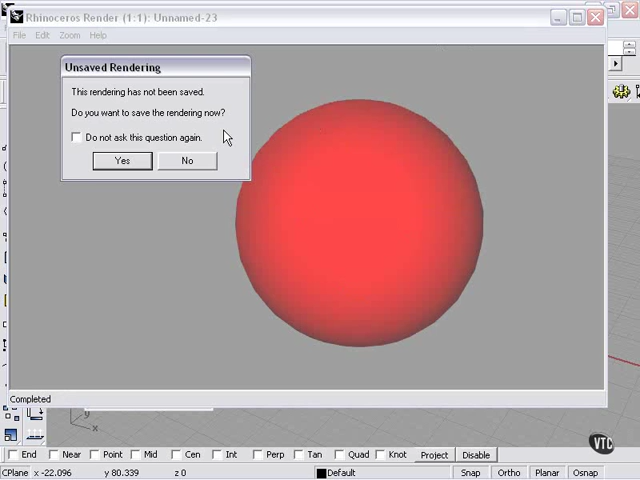 Rhinoceros Render (1:1): Unnamed-23
File Edit Zoom Help
Unsaved Rendering
This rendering has not been saved.
Do you want to save the rendering now?
Do not ask this question again.
Yes No
Completed
y
x
End Near Point Mid Cen Int Perp Tan Quad Knot Project Disable
VTC
CPlane x -22.096 y 80.339 z 0 Default Snap Ortho Planar Osnap